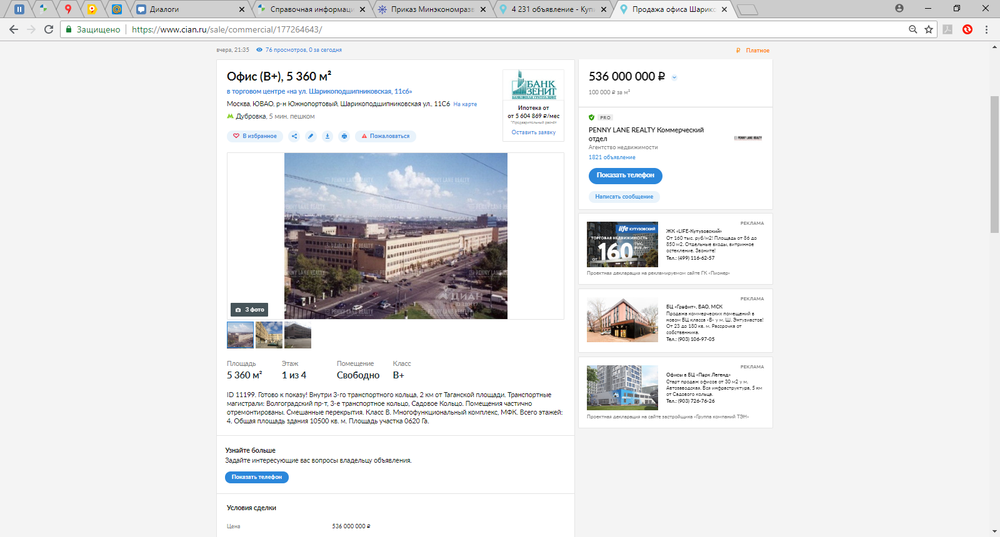 Диалоги
Справочная информаци
Приказ Минэкономразв
4 231 объявление - Купи
Продажа офиса Шарико
Защищено
https://www.cian.ru/sale/commercial/177264643/
вчера, 21:35
76 просмотров, 0 за сегодня
Платное
Офис (B+), 5 360 м²
в торговом центре «на ул. Шарикоподшипниковская, 11с6»
Москва, ЮВАО, р-н Южнопортовый, Шарикоподшипниковская ул., 11С6 На карте
Дубровка, 5 мин. пешком
В избранное
Пожаловаться
БАНК
ЗЕНИТ
БАНКОВСКАЯ ГРУППА ЗЕНИТ
Ипотека от
от 5 604 869 ₽/мес
*Предварительный расчёт
Оставить заявку
PENNY LANE REALTY
ЦИАН
3 фото
Площадь
5 360 м²
Этаж
1 из 4
Помещение
Свободно
Класс
B+
ID 11199. Готово к показу! Внутри 3-го транспортного кольца, 2 км от Таганской площади. Транспортные
магистрали: Волгоградский пр-т, 3-е транспортное кольцо, Садовое Кольцо. Помещения частично
отремонтированы. Смешанные перекрытия. Класс В. Многофункциональный комплекс, МФК. Всего этажей:
4. Общая площадь здания 10500 кв. м. Площадь участка 0620 Га.
Узнайте больше
Задайте интересующие вас вопросы владельцу объявления.
Показать телефон
Условия сделки
Цена
536 000 000 ₽
536 000 000 ₽
100 000 ₽ за м²
PRO
PENNY LANE REALTY Коммерческий
отдел
Агентство недвижимости
1821 объявление
PENNY LANE REALTY
Показать телефон
Написать сообщение
РЕКЛАМА
life КУТУЗОВСКИЙ
ТОРГОВАЯ НЕДВИЖИМОСТЬ
ОТ 160 ТЫС. РУБ./М²
ЖК «LIFE-Кутузовский»
От 160 тыс. руб/м2! Площадь от 86 до
850 м2. Отдельные входы, витринное
остекление. Звоните!
Тел.: (499) 116-62-57
Проектная декларация на рекламируемом сайте ГК «Пионер»
РЕКЛАМА
БЦ «Графит», ВАО, МСК
Продажа коммерческих помещений в
новом БЦ класса «В» у м. Ш. Энтузиастов!
От 23 до 180 кв. м. Рассрочка от
собственника.
Тел.: (903) 106-97-05
РЕКЛАМА
Офисы в БЦ «Парк Легенд»
Старт продаж офисов от 30 м2 у м.
Автозаводская. Вся инфраструктура, 5 км
от Садового кольца.
Тел.: (903) 726-76-26
Проектная декларация на сайте застройщика «Группа компаний ТЭН»